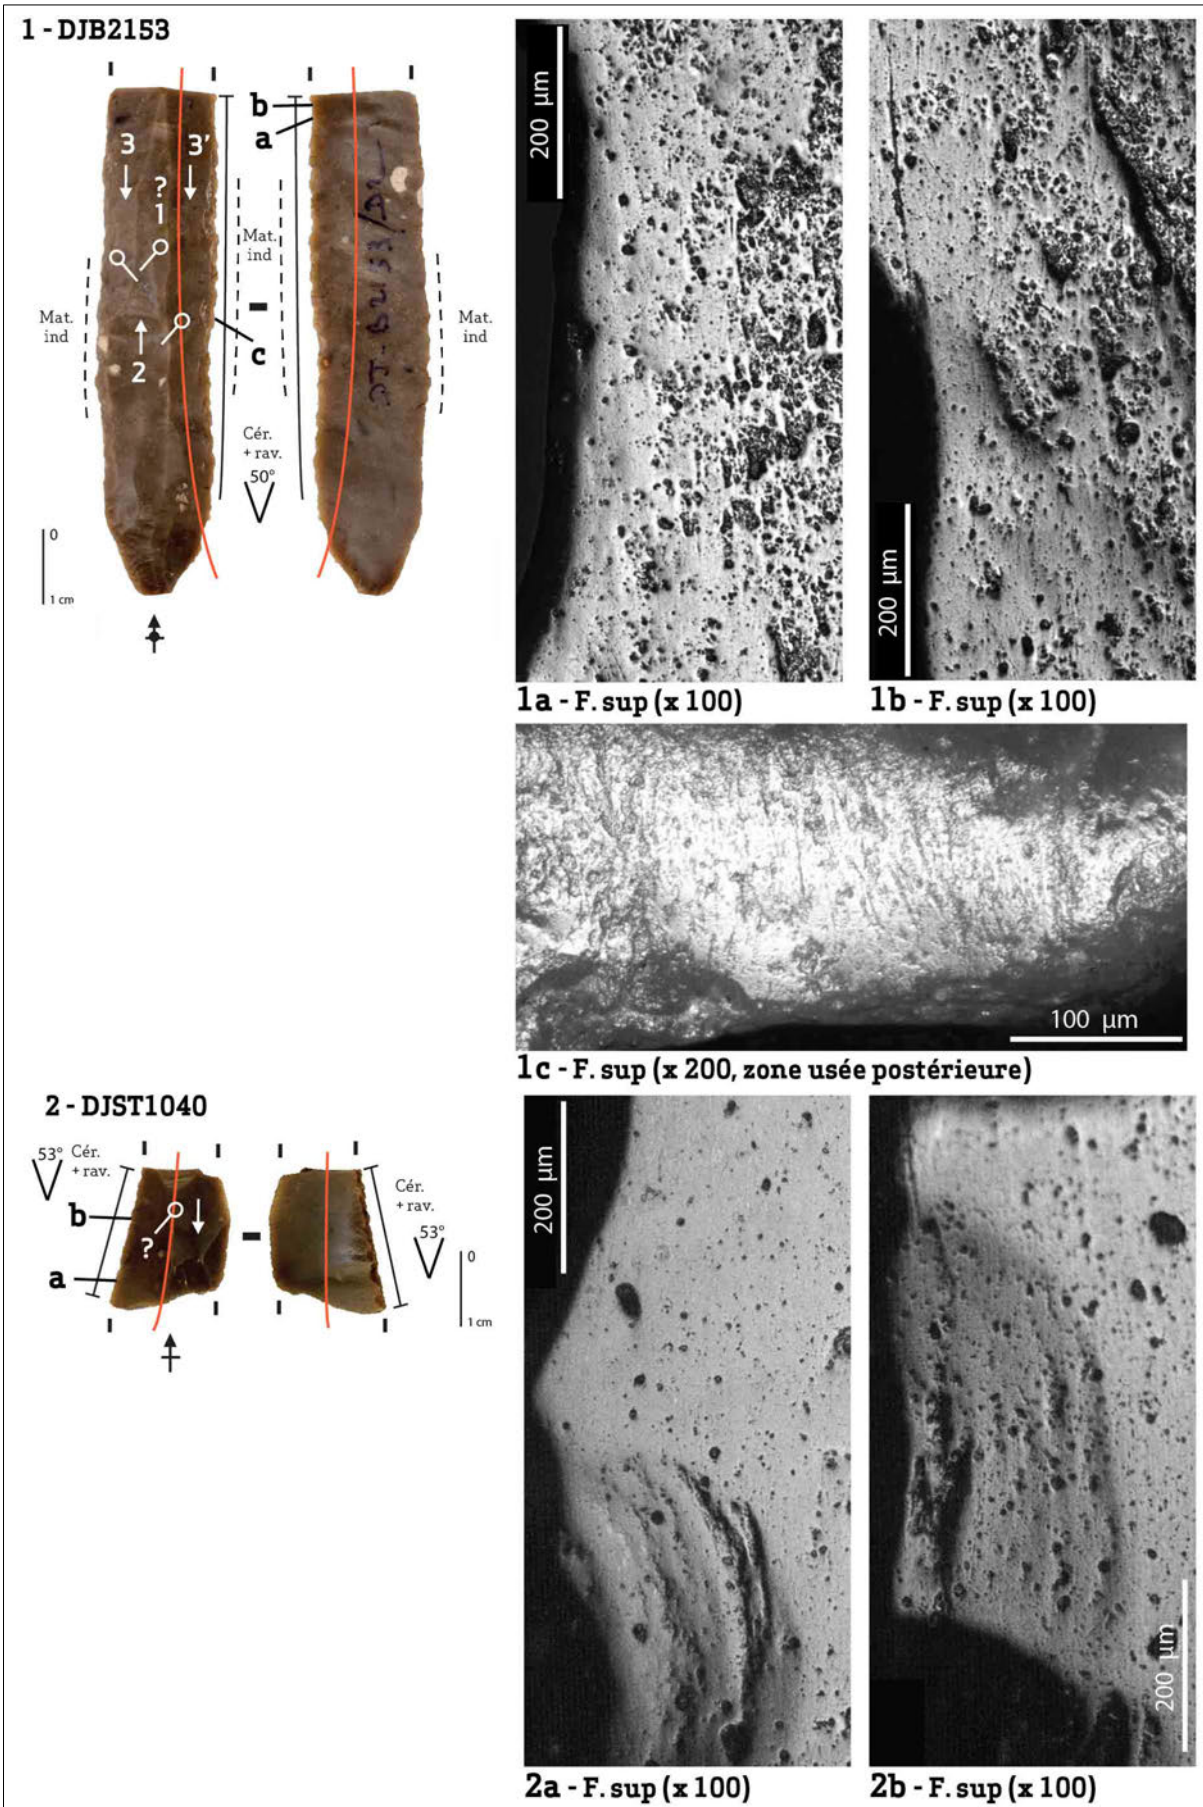 1 - DJB2153
b
a
3
3'
?
1
2
c
Mat.
ind
Mat.
ind
Mat.
ind
Cér.
+ rav.
50°
DJ-B2153/
0
1 cm
200 µm
200 µm
1a - F. sup (x 100)
1b - F. sup (x 100)
100 µm
1c - F. sup (x 200, zone usée postérieure)
2 - DJST1040
53°
Cér.
+ rav.
b
a
?
Cér.
+ rav.
53°
0
1 cm
200 µm
200 µm
2a - F. sup (x 100)
2b - F. sup (x 100)